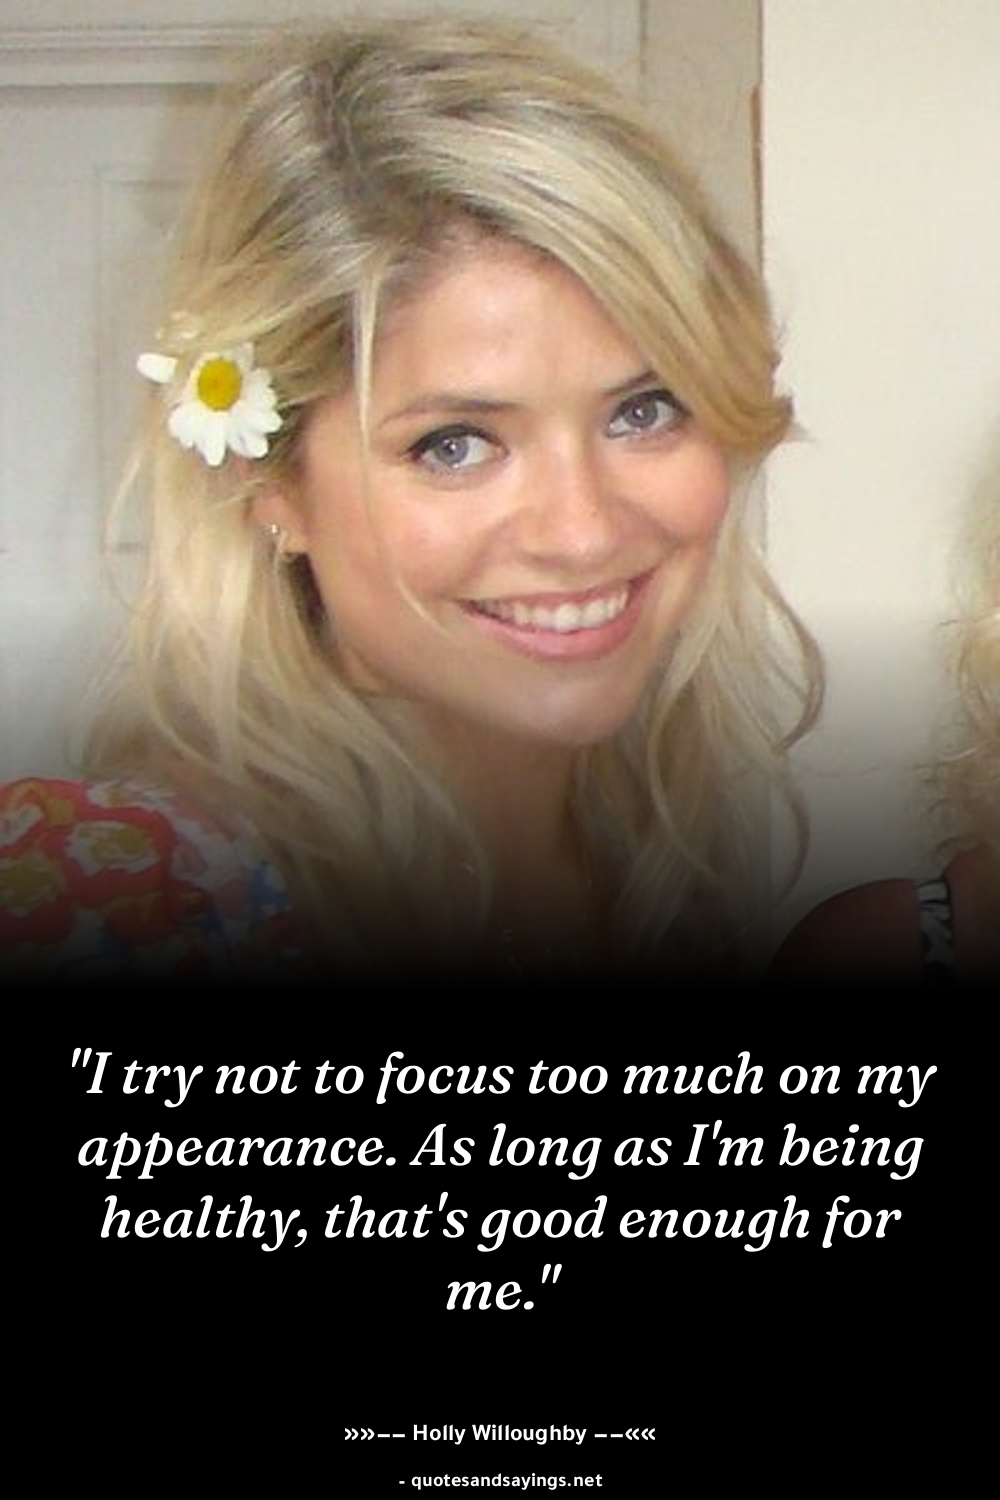 "I try not to focus too much on my
appearance. As long as I'm being
healthy, that's good enough for
me."
»»—— Holly Willoughby ——««
- quotesandsayings.net